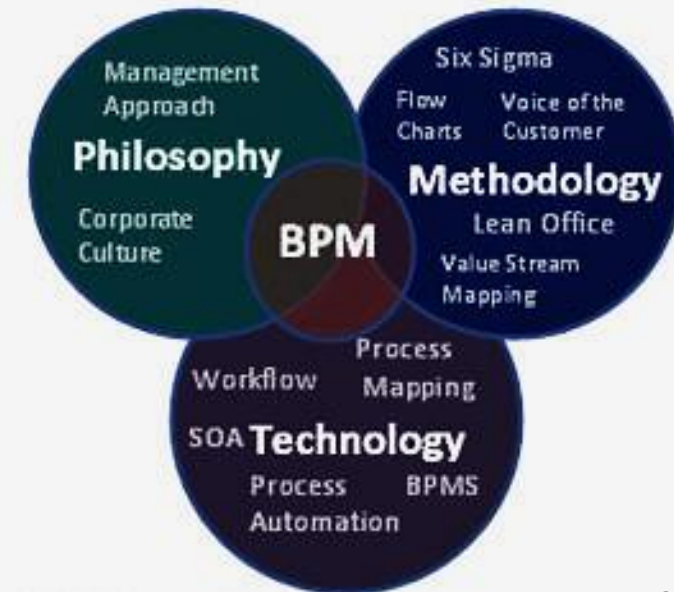 Management
Approach
Philosophy
Corporate
Culture
Six Sigma
Flow
Charts
Voice of the
Customer
Methodology
Lean Office
Value Stream
Mapping
BPM
Process
Mapping
Workflow
SOA Technology
Process
Automation
BPMS